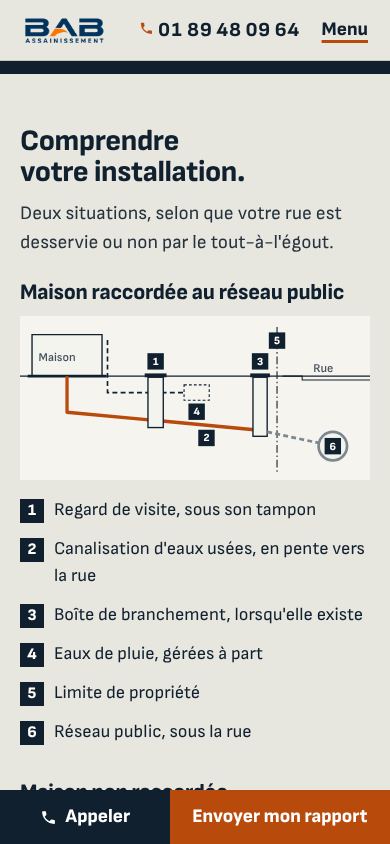 BAB
ASSAINISSEMENT
01 89 48 09 64
Menu
Comprendre
votre installation.
Deux situations, selon que votre rue est
desservie ou non par le tout-à-l'égout.
Maison raccordée au réseau public
5
1
3
Maison
Rue
4
2
6
1 Regard de visite, sous son tampon
2 Canalisation d'eaux usées, en pente vers
la rue
3 Boîte de branchement, lorsqu'elle existe
4 Eaux de pluie, gérées à part
5 Limite de propriété
6 Réseau public, sous la rue
Maison non raccordée
Appeler
Envoyer mon rapport